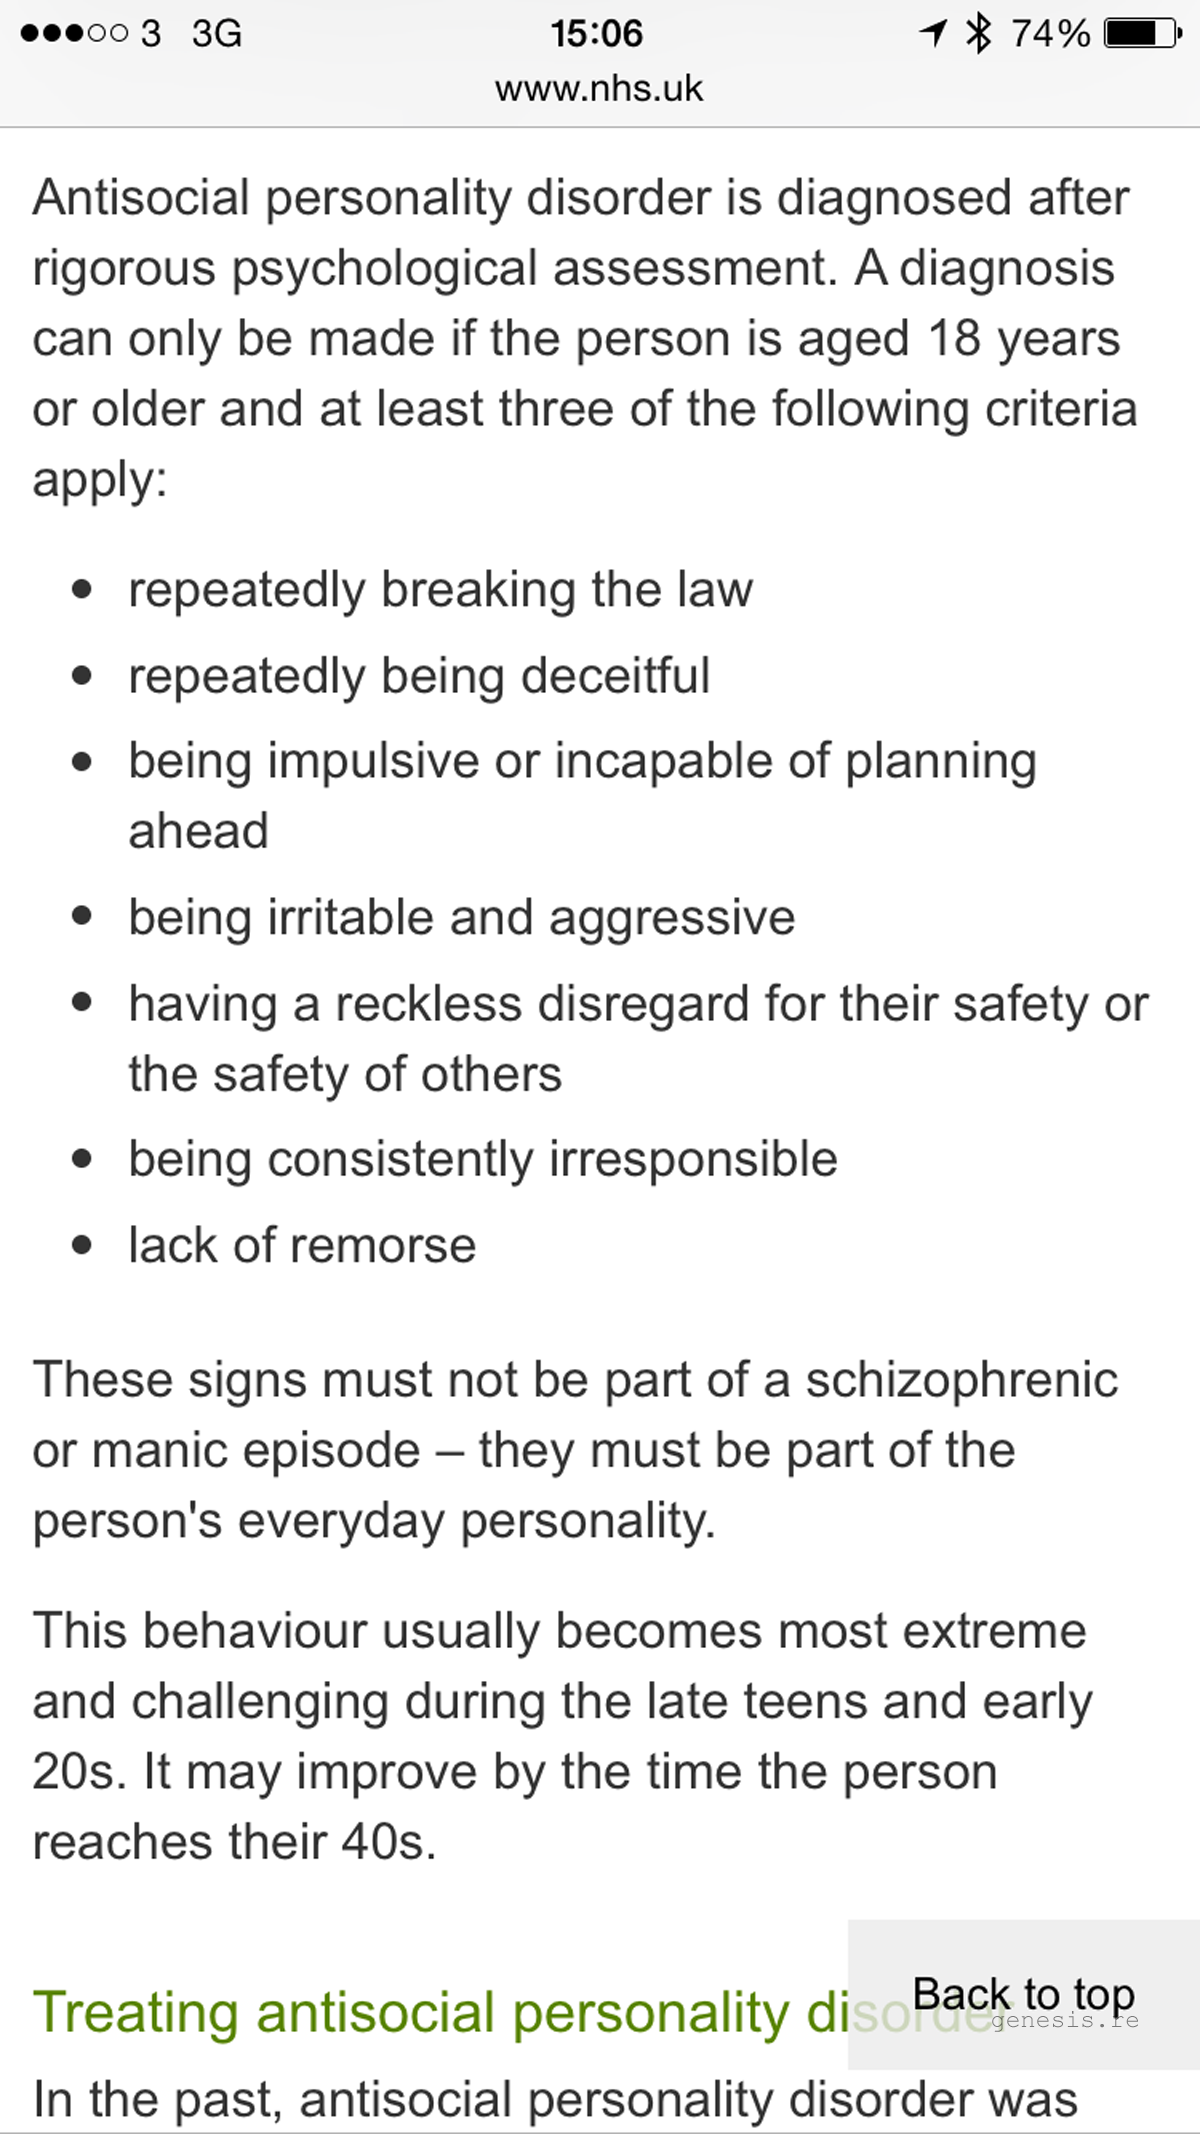 3 3G 15:06 74%
www.nhs.uk
Antisocial personality disorder is diagnosed after
rigorous psychological assessment. A diagnosis
can only be made if the person is aged 18 years
or older and at least three of the following criteria
apply:
• repeatedly breaking the law
• repeatedly being deceitful
• being impulsive or incapable of planning
ahead
• being irritable and aggressive
• having a reckless disregard for their safety or
the safety of others
• being consistently irresponsible
• lack of remorse
These signs must not be part of a schizophrenic
or manic episode – they must be part of the
person's everyday personality.
This behaviour usually becomes most extreme
and challenging during the late teens and early
20s. It may improve by the time the person
reaches their 40s.
Back to top
Treating antisocial personality disorder
genesis.re
In the past, antisocial personality disorder was